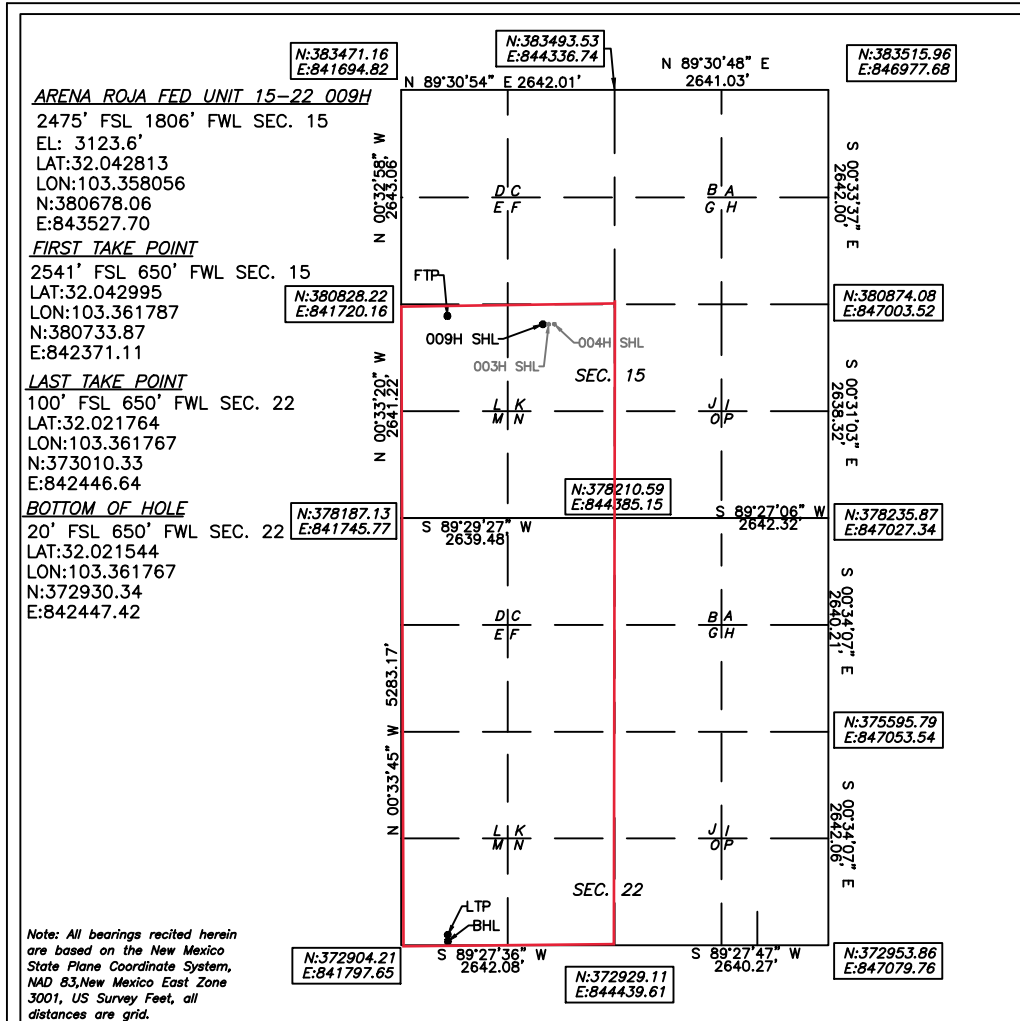 N:383471.16
E:841694.82
N:383493.53
E:844336.74
N:383515.96
E:846977.68
N 89°30'54" E 2642.01'
N 89°30'48" E
2641.03'
ARENA ROJA FED UNIT 15-22 009H
2475' FSL 1806' FWL SEC. 15
EL: 3123.6'
LAT:32.042813
LON:103.358056
N:380678.06
E:843527.70
FIRST TAKE POINT
2541' FSL 650' FWL SEC. 15
LAT:32.042995
LON:103.361787
N:380733.87
E:842371.11
LAST TAKE POINT
100' FSL 650' FWL SEC. 22
LAT:32.021764
LON:103.361767
N:373010.33
E:842446.64
BOTTOM OF HOLE
20' FSL 650' FWL SEC. 22
LAT:32.021544
LON:103.361767
N:372930.34
E:842447.42
N 00°32'58" W
2643.06'
D C
E F
B A
G H
S 00°33'37" E
2642.00'
FTP
N:380828.22
E:841720.16
N:380874.08
E:847003.52
009H SHL
004H SHL
003H SHL
SEC. 15
N 00°33'20" W
2641.22'
L K
M N
J I
O P
S 00°31'03" E
2638.32'
N:378210.59
E:844385.15
N:378187.13
E:841745.77
S 89°29'27" W
2639.48'
S 89°27'06" W
2642.32'
N:378235.87
E:847027.34
D C
E F
B A
G H
S 00°34'07" E
2640.21'
N 00°33'45" W 5283.17'
N:375595.79
E:847053.54
L K
M N
J I
O P
S 00°34'07" E
2642.06'
SEC. 22
LTP
BHL
N:372904.21
E:841797.65
S 89°27'36" W
2642.08'
N:372929.11
E:844439.61
S 89°27'47" W
2640.27'
N:372953.86
E:847079.76
Note: All bearings recited herein
are based on the New Mexico
State Plane Coordinate System,
NAD 83,New Mexico East Zone
3001, US Survey Feet, all
distances are grid.